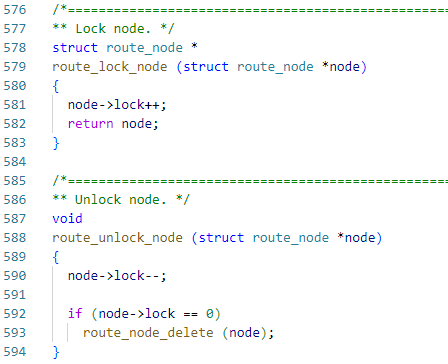 576 /*==================================================
577 ** Lock node. */
578 struct route_node *
579 route_lock_node (struct route_node *node)
580 {
581   node->lock++;
582   return node;
583 }
584
585 /*==================================================
586 ** Unlock node. */
587 void
588 route_unlock_node (struct route_node *node)
589 {
590   node->lock--;
591
592   if (node->lock == 0)
593     route_node_delete (node);
594 }